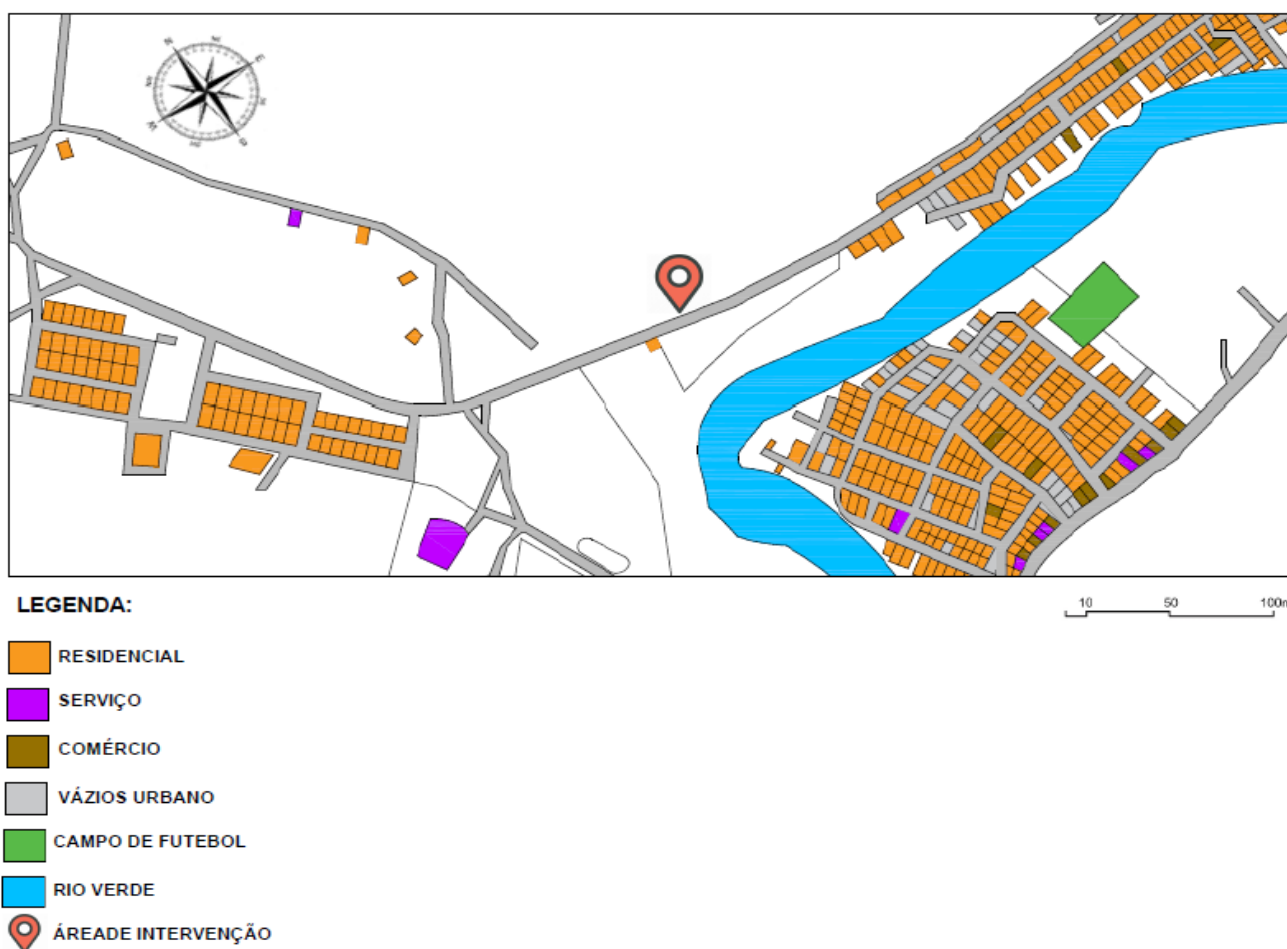 N
E
W
10 50 100m
LEGENDA:
RESIDENCIAL
SERVIÇO
COMÉRCIO
VÁZIOS URBANO
CAMPO DE FUTEBOL
RIO VERDE
ÁREADE INTERVENÇÃO